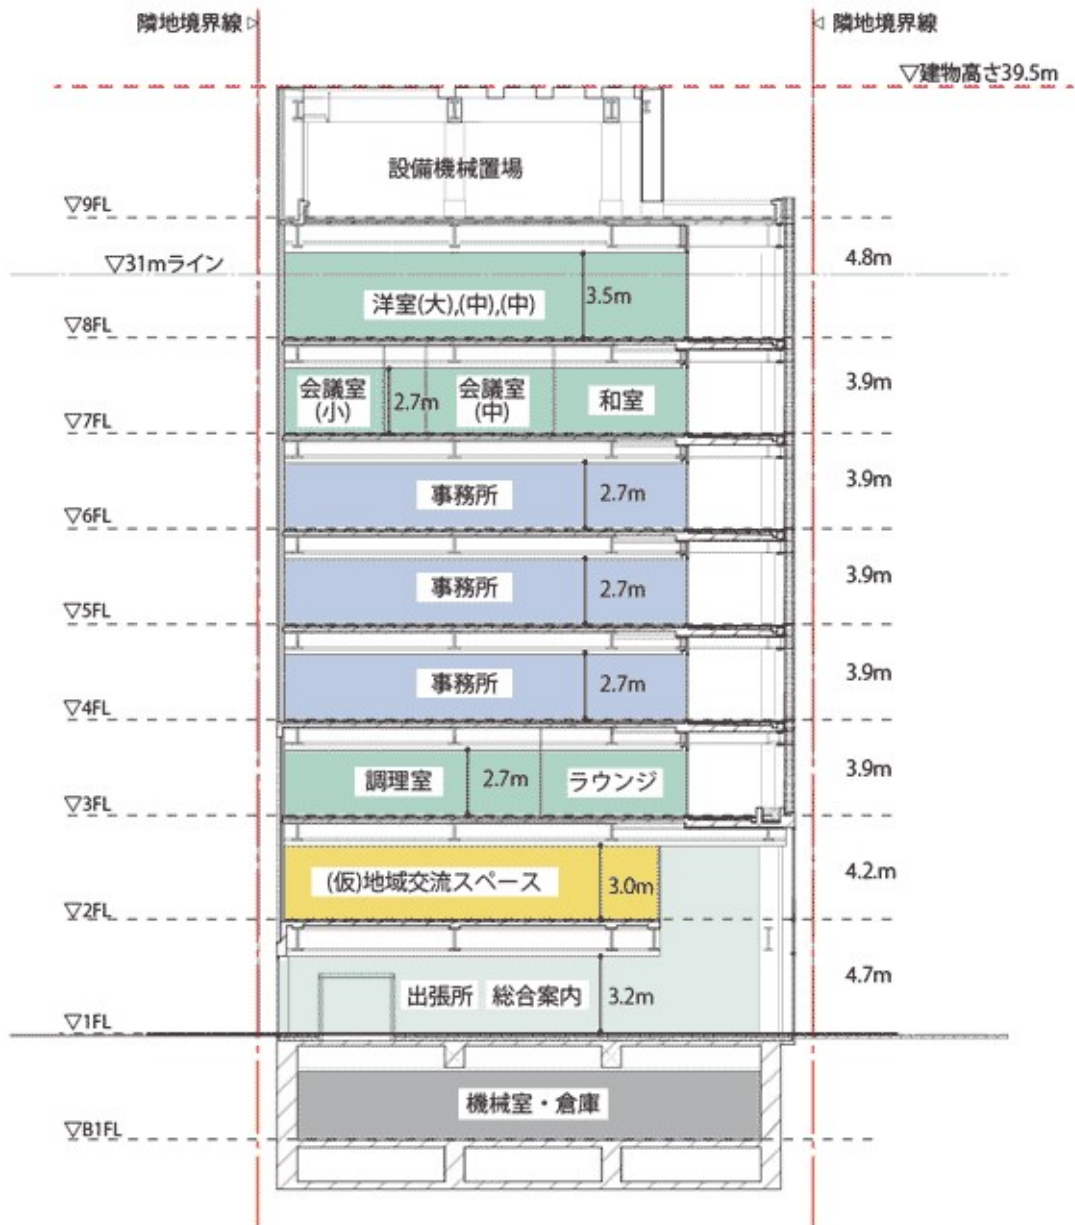 隣地境界線▷
◁ 隣地境界線
▽建物高さ39.5m
設備機械置場
▽9FL
▽31mライン
4.8m
洋室(大),(中),(中)
3.5m
▽8FL
会議室
(小)
2.7m
会議室
(中)
和室
3.9m
▽7FL
事務所
2.7m
3.9m
▽6FL
事務所
2.7m
3.9m
▽5FL
事務所
2.7m
3.9m
▽4FL
調理室
2.7m
ラウンジ
3.9m
▽3FL
(仮)地域交流スペース
3.0m
4.2.m
▽2FL
出張所 総合案内
3.2m
4.7m
▽1FL
機械室・倉庫
▽B1FL